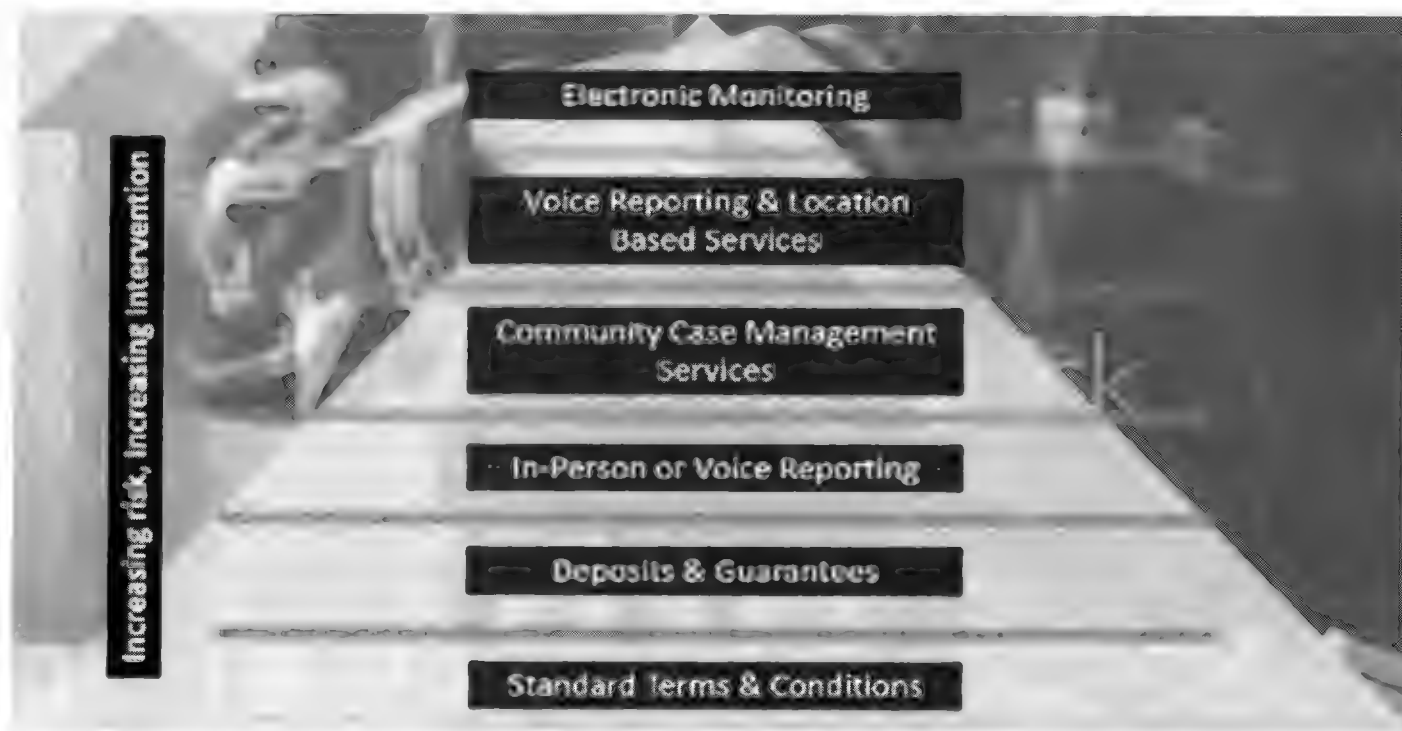 Electronic Monitoring
Voice Reporting & Location
Based Services
Community Case Management
Services
In-Person or Voice Reporting
Deposits & Guarantees
Standard Terms & Conditions
Increasing risk, Increasing Intervention